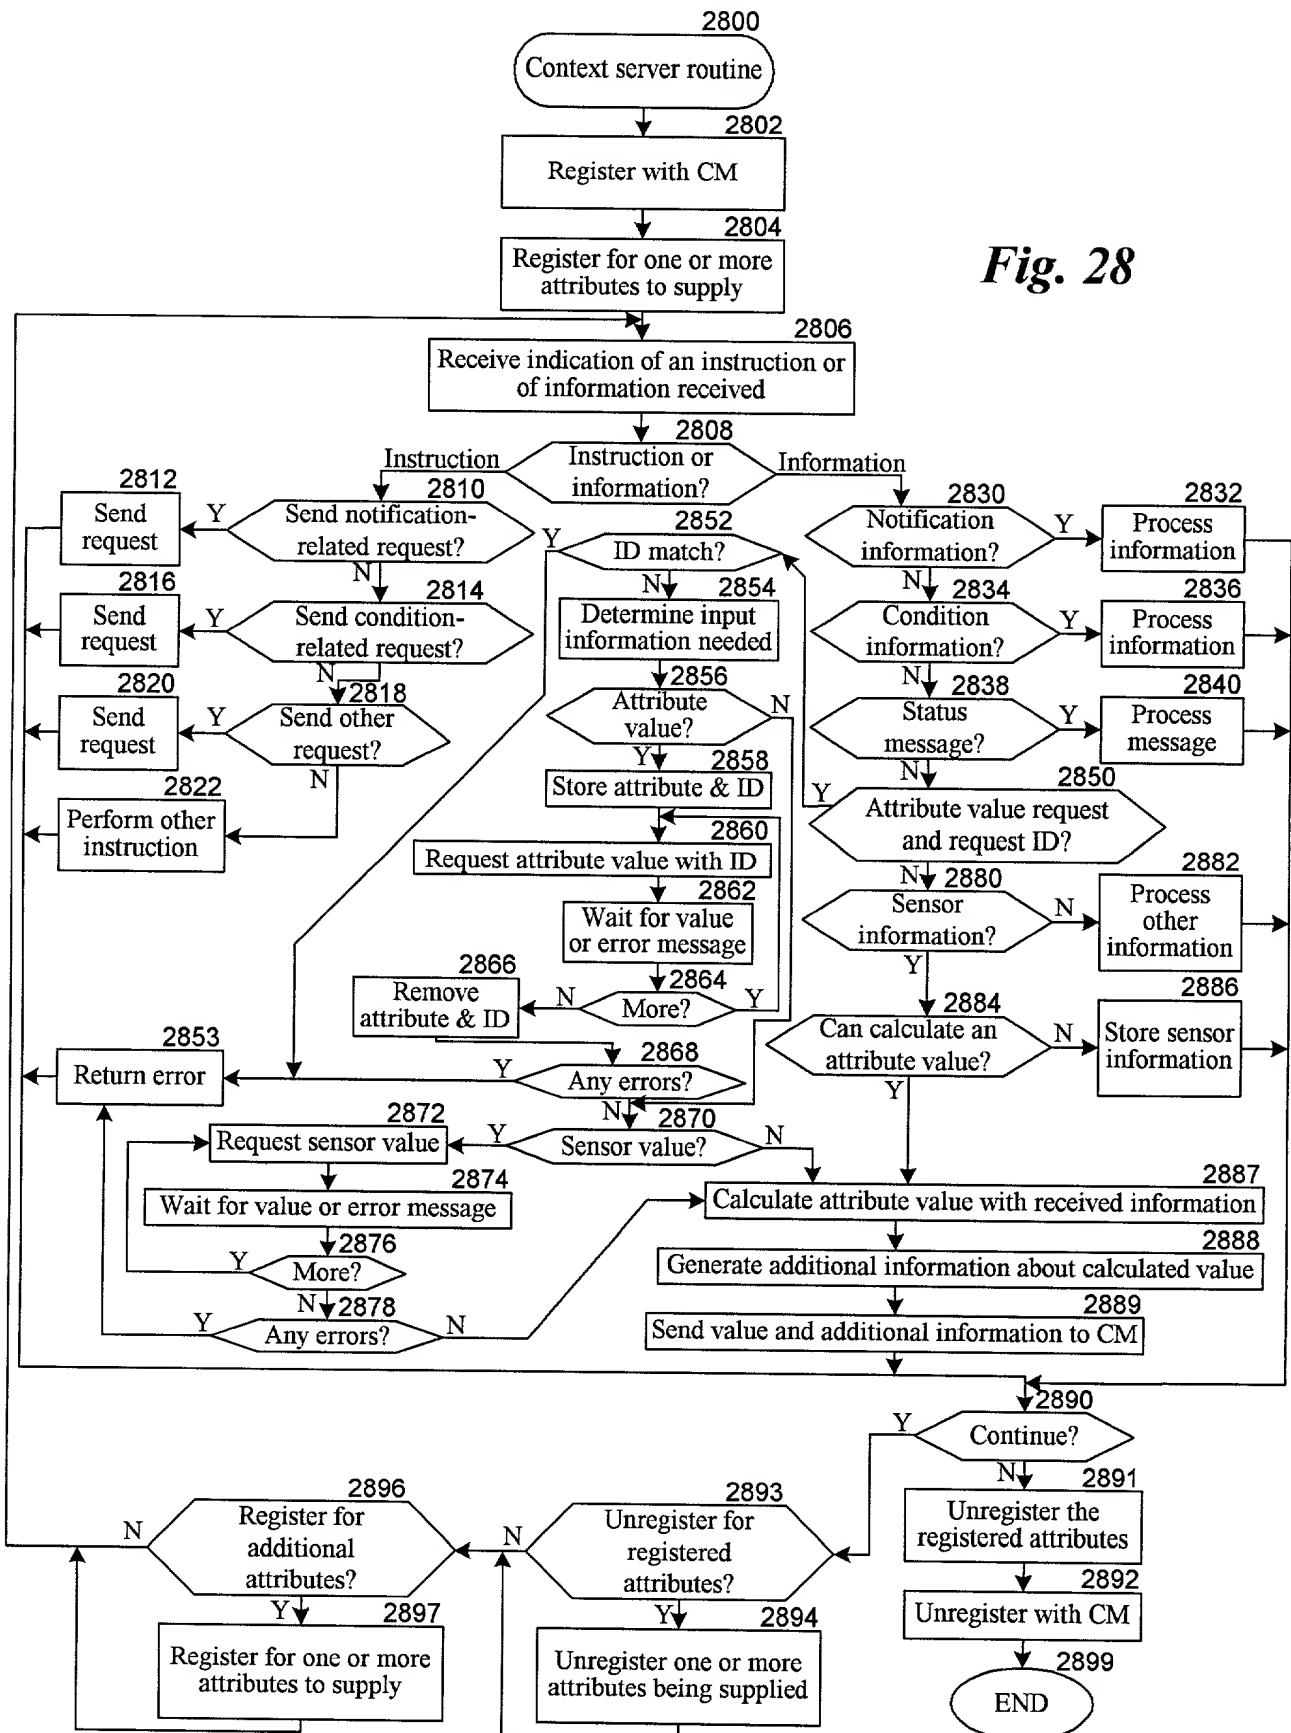 2800
Context server routine
2802
Register with CM
2804
Register for one or more
attributes to supply
Fig. 28
2806
Receive indication of an instruction or
of information received
2808
Instruction or
information?
Instruction
Information
2812
Send
request
Y
2810
Send notification-
related request?
N
2816
Send
request
Y
2814
Send condition-
related request?
N
2820
Send
request
Y
2818
Send other
request?
N
2822
Perform other
instruction
2852
Y
ID match?
N
2854
Determine input
information needed
2856
Attribute
value?
N
Y
2858
Store attribute & ID
2860
Request attribute value with ID
2862
Wait for value
or error message
2864
More?
N
Y
2866
Remove
attribute & ID
2868
Any errors?
Y
N
2853
Return error
2870
Sensor value?
Y
N
2872
Request sensor value
2874
Wait for value or error message
2876
More?
Y
N
2878
Any errors?
Y
N
2830
Notification
information?
Y
N
2832
Process
information
2834
Condition
information?
Y
N
2836
Process
information
2838
Status
message?
Y
N
2840
Process
message
2850
Attribute value request
and request ID?
Y
N
2880
Sensor
information?
N
Y
2882
Process
other
information
2884
Can calculate an
attribute value?
N
Y
2886
Store sensor
information
2887
Calculate attribute value with received information
2888
Generate additional information about calculated value
2889
Send value and additional information to CM
2890
Continue?
Y
N
2891
Unregister the
registered attributes
2892
Unregister with CM
2899
END
2893
Unregister for
registered
attributes?
N
Y
2894
Unregister one or more
attributes being supplied
2896
Register for
additional
attributes?
N
Y
2897
Register for one or more
attributes to supply